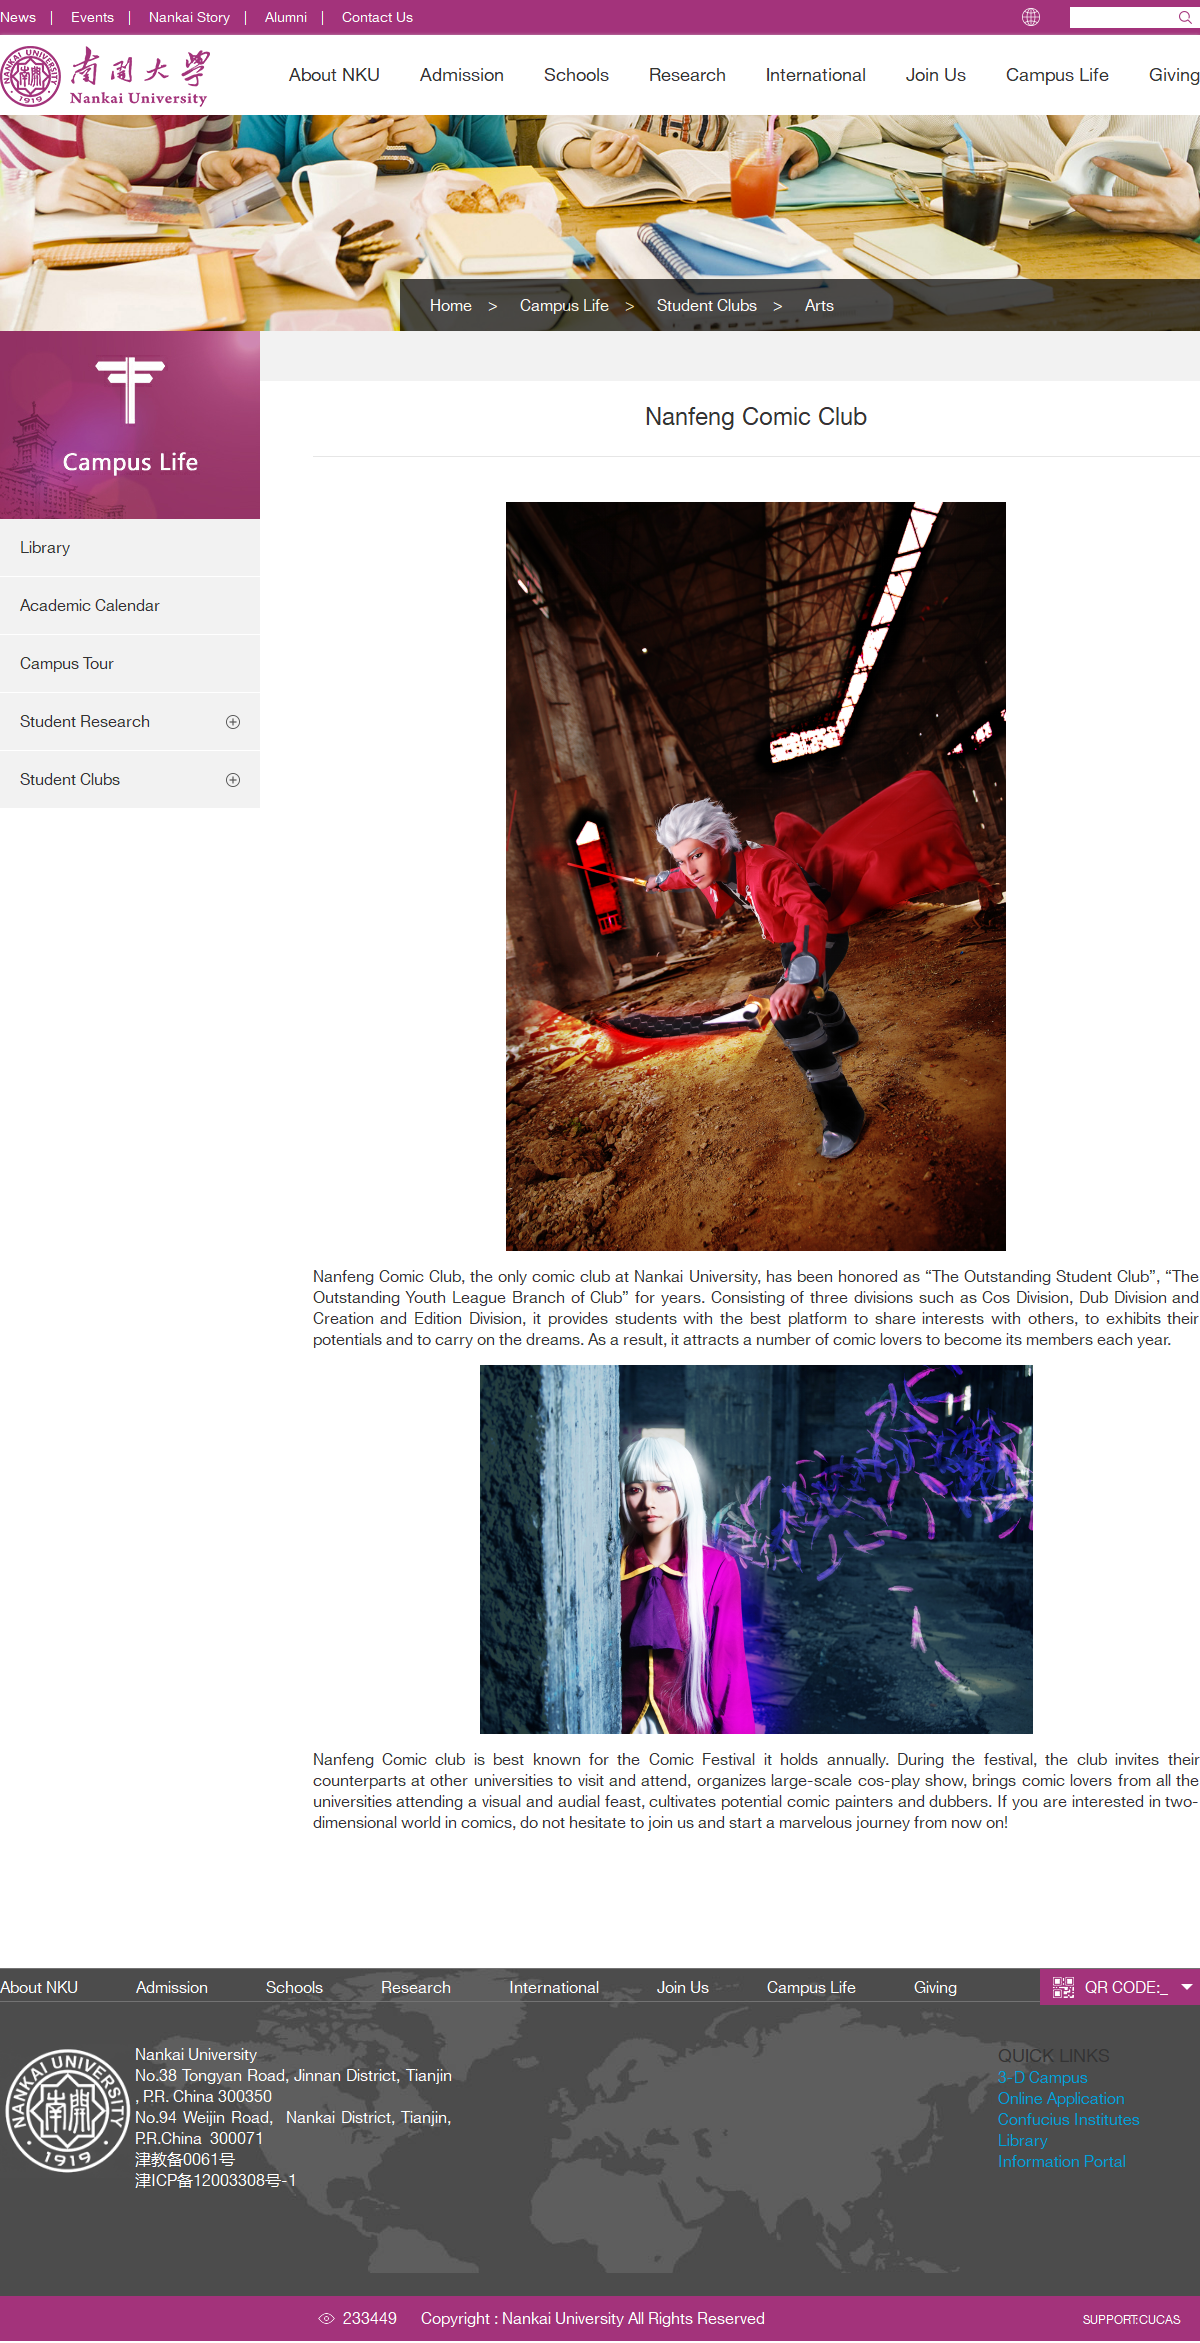 News | Events | Nankai Story | Alumni | Contact Us
NANKAI UNIVERSITY 1919
南開大學
Nankai University
About NKU Admission Schools Research International Join Us Campus Life Giving
Home > Campus Life > Student Clubs > Arts
Campus Life
Library
Academic Calendar
Campus Tour
Student Research
Student Clubs
Nanfeng Comic Club
Nanfeng Comic Club, the only comic club at Nankai University, has been honored as “The Outstanding Student Club”, “The
Outstanding Youth League Branch of Club” for years. Consisting of three divisions such as Cos Division, Dub Division and
Creation and Edition Division, it provides students with the best platform to share interests with others, to exhibits their
potentials and to carry on the dreams. As a result, it attracts a number of comic lovers to become its members each year.
Nanfeng Comic club is best known for the Comic Festival it holds annually. During the festival, the club invites their
counterparts at other universities to visit and attend, organizes large-scale cos-play show, brings comic lovers from all the
universities attending a visual and audial feast, cultivates potential comic painters and dubbers. If you are interested in two-
dimensional world in comics, do not hesitate to join us and start a marvelous journey from now on!
About NKU Admission Schools Research International Join Us Campus Life Giving QR CODE:_
NANKAI UNIVERSITY 南開 1919
Nankai University
No.38 Tongyan Road, Jinnan District, Tianjin
, P.R. China 300350
No.94 Weijin Road, Nankai District, Tianjin,
P.R.China 300071
津教备0061号
津ICP备12003308号-1
QUICK LINKS
3-D Campus
Online Application
Confucius Institutes
Library
Information Portal
233449 Copyright : Nankai University All Rights Reserved SUPPORT:CUCAS